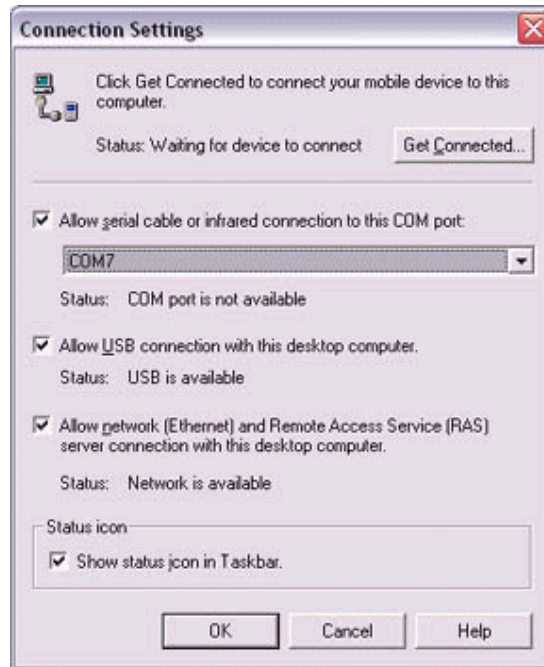 Connection Settings
Click Get Connected to connect your mobile device to this
computer.
Status: Waiting for device to connect
Get Connected...
Allow serial cable or infrared connection to this COM port:
COM7
Status: COM port is not available
Allow USB connection with this desktop computer.
Status: USB is available
Allow network (Ethernet) and Remote Access Service (RAS)
server connection with this desktop computer.
Status: Network is available
Status icon
Show status icon in Taskbar.
OK
Cancel
Help